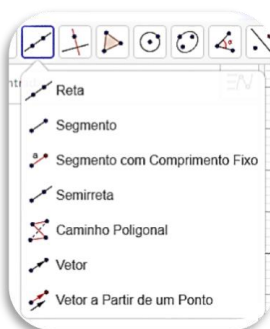 Reta
Segmento
a
Segmento com Comprimento Fixo
Semirreta
Caminho Poligonal
Vetor
Vetor a Partir de um Ponto